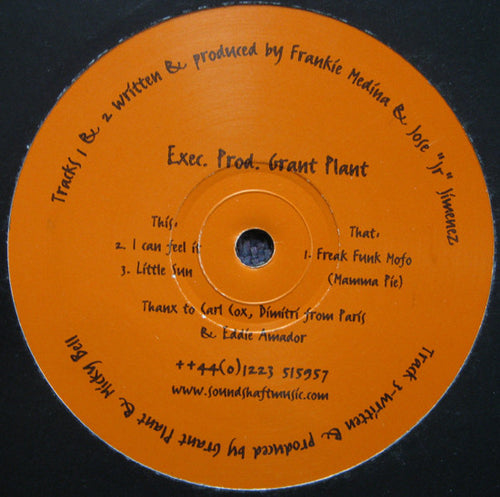 Tracks 1 & 2 written & produced by Frankie Medina & Jose "Jr" Jimenez
Exec. Prod. Grant Plant
This:
2. I can feel it
3. Little Sun
That:
1. Freak Funk Mofo
(Mamma Pie)
Thanx to Carl Cox, Dimitri from Paris
& Eddie Amador
++44(0)1223 515957
www.soundshaftmusic.com
Track 3-written & produced by Grant Plant & Micky Bell